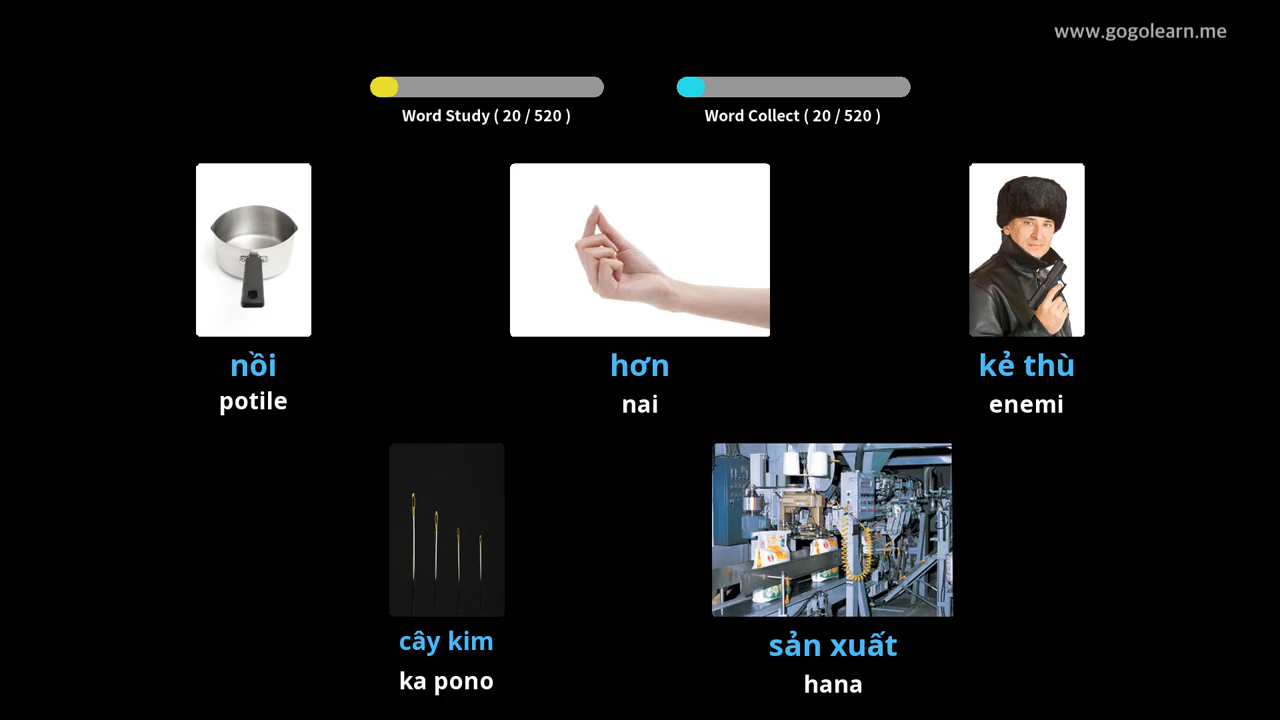 www.gogolearn.me
Word Study ( 20 / 520 )
Word Collect ( 20 / 520 )
nồi
potile
hơn
nai
kẻ thù
enemi
cây kim
ka pono
sản xuất
hana